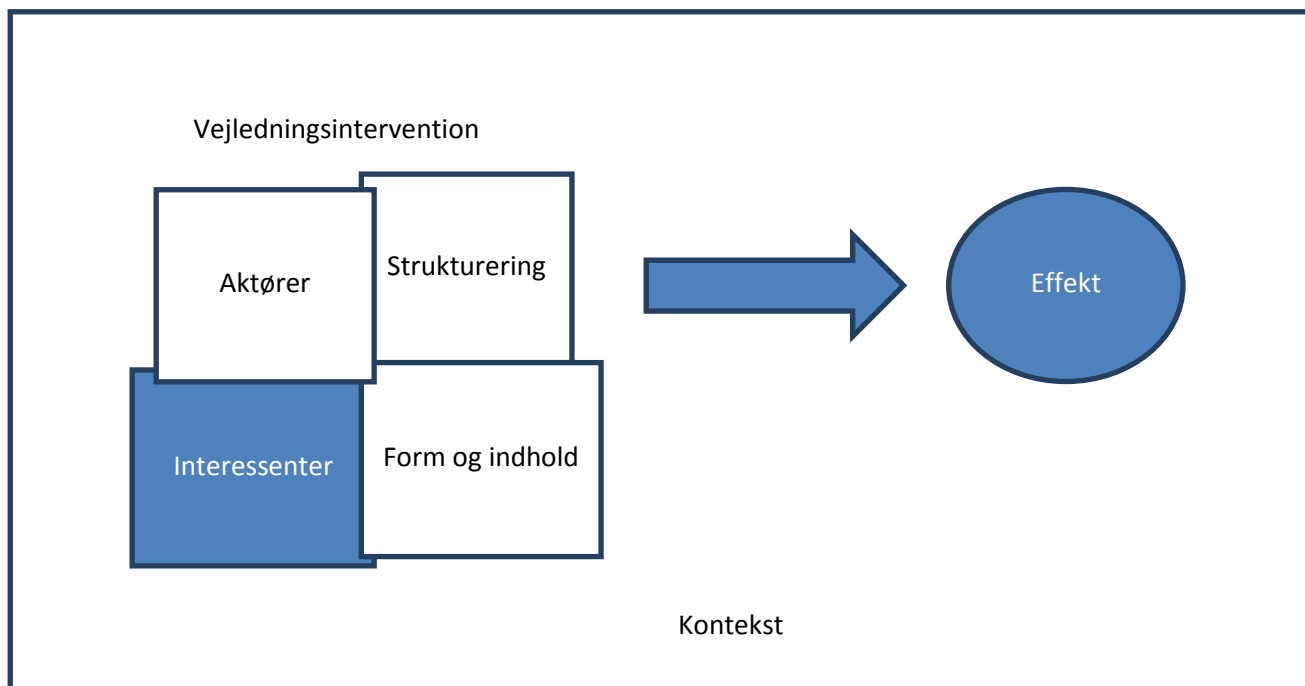 Vejledningsintervention
Aktører
Strukturering
Effekt
Interessenter
Form og indhold
Kontekst